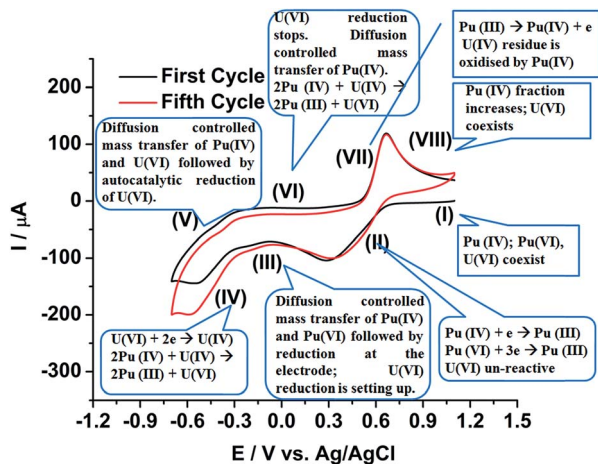 U(VI) reduction
stops. Diffusion
controlled mass
transfer of Pu(IV).
2Pu (IV) + U(IV) →
2Pu (III) + U(VI)
Pu (III) → Pu(IV) + e
U(IV) residue is
oxidised by Pu(IV)
First Cycle
Fifth Cycle
Pu (IV) fraction
increases; U(VI)
coexists
Diffusion controlled
mass transfer of Pu(IV)
and U(VI) followed by
autocatalytic reduction
of U(VI).
(VII)
(VIII)
(VI)
(V)
(I)
(II)
(III)
(IV)
Pu (IV); Pu(VI),
U(VI) coexist
U(VI) + 2e → U(IV)
2Pu (IV) + U(IV) →
2Pu (III) + U(VI)
Diffusion controlled
mass transfer of Pu(IV)
and Pu(VI) followed by
reduction at the
electrode; U(VI)
reduction is setting up.
Pu (IV) + e → Pu (III)
Pu (VI) + 3e → Pu (III)
U(VI) un-reactive
I / µA
200
100
0
-100
-200
-300
-1.2 -0.9 -0.6 -0.3 0.0 0.3 0.6 0.9 1.2 1.5
E / V vs. Ag/AgCl